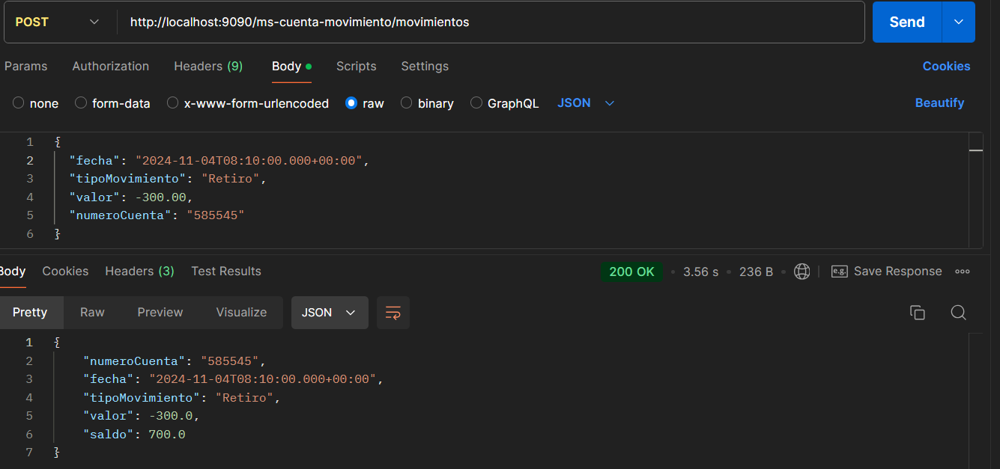 POST http://localhost:9090/ms-cuenta-movimiento/movimientos Send
Params Authorization Headers (9) Body Scripts Settings Cookies
none form-data x-www-form-urlencoded raw binary GraphQL JSON Beautify
1 {
2 "fecha": "2024-11-04T08:10:00.000+00:00",
3 "tipoMovimiento": "Retiro",
4 "valor": -300.00,
5 "numeroCuenta": "585545"
6 }
Body Cookies Headers (3) Test Results 200 OK • 3.56 s • 236 B • e.g. Save Response
Pretty Raw Preview Visualize JSON
1 {
2 "numeroCuenta": "585545",
3 "fecha": "2024-11-04T08:10:00.000+00:00",
4 "tipoMovimiento": "Retiro",
5 "valor": -300.0,
6 "saldo": 700.0
7 }